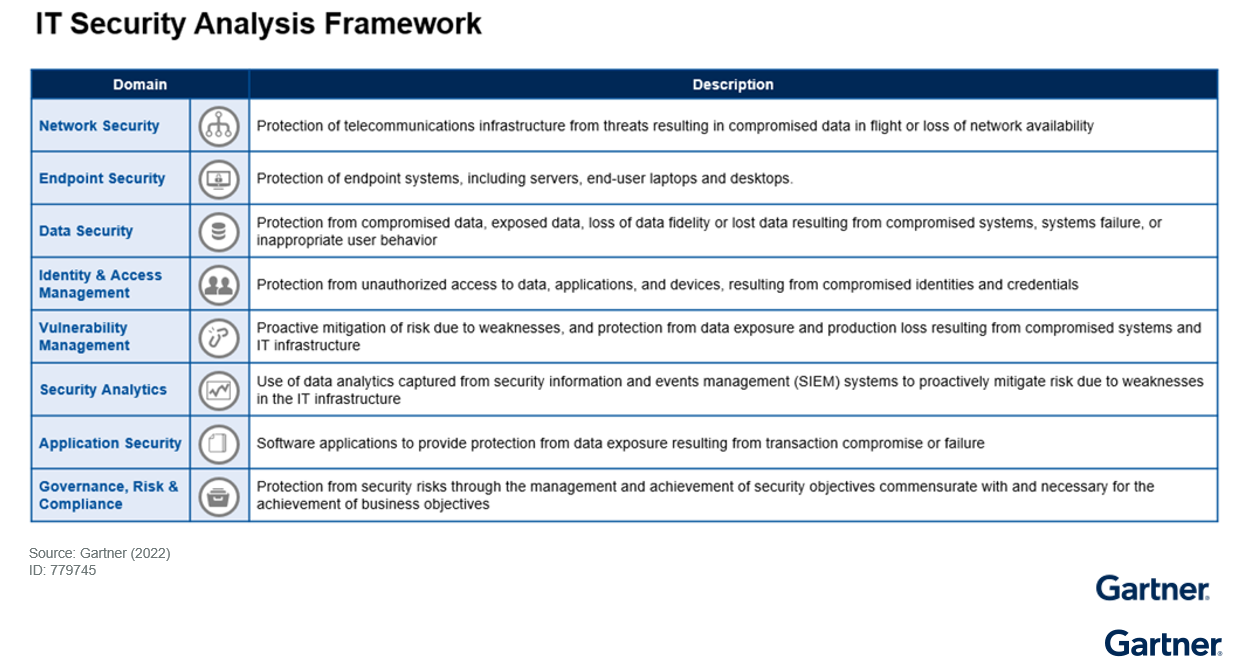 IT Security Analysis Framework
Domain
Description
Network Security
Protection of telecommunications infrastructure from threats resulting in compromised data in flight or loss of network availability
Endpoint Security
Protection of endpoint systems, including servers, end-user laptops and desktops.
Data Security
Protection from compromised data, exposed data, loss of data fidelity or lost data resulting from compromised systems, systems failure, or
inappropriate user behavior
Identity & Access
Management
Protection from unauthorized access to data, applications, and devices, resulting from compromised identities and credentials
Vulnerability
Management
Proactive mitigation of risk due to weaknesses, and protection from data exposure and production loss resulting from compromised systems and
IT infrastructure
Security Analytics
Use of data analytics captured from security information and events management (SIEM) systems to proactively mitigate risk due to weaknesses
in the IT infrastructure
Application Security
Software applications to provide protection from data exposure resulting from transaction compromise or failure
Governance, Risk &
Compliance
Protection from security risks through the management and achievement of security objectives commensurate with and necessary for the
achievement of business objectives
Source: Gartner (2022)
ID: 779745
Gartner®
Gartner®